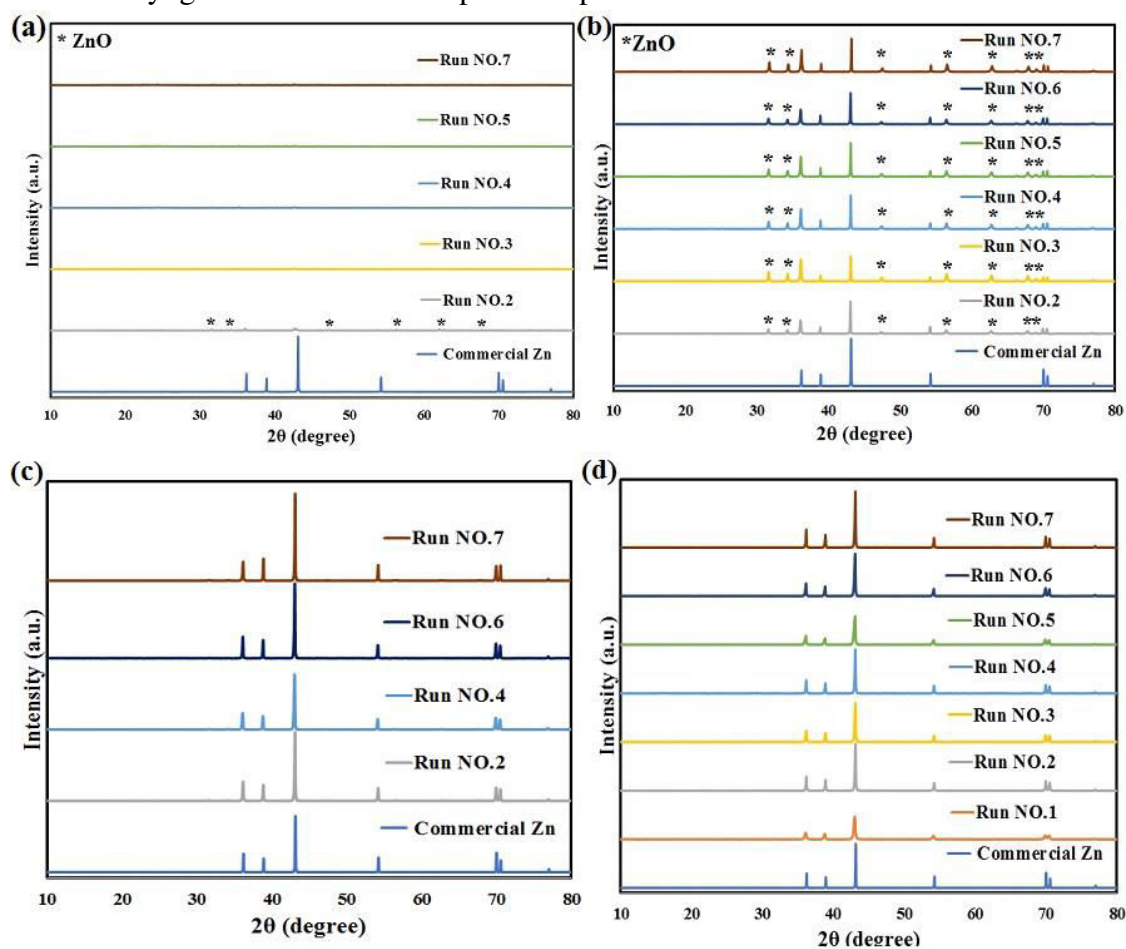 (a)
* ZnO
Run NO.7
Run NO.5
Run NO.4
Run NO.3
Run NO.2
* * * * * *
Commercial Zn
Intensity (a.u.)
10 20 30 40 50 60 70 80
2θ (degree)
(b)
*ZnO
Run NO.7
* * * * * **
Run NO.6
* * * * * **
Run NO.5
* * * * * **
Run NO.4
* * * * * **
Run NO.3
* * * * * **
Run NO.2
* * * * * **
Commercial Zn
Intensity (a.u.)
10 20 30 40 50 60 70 80
2θ (degree)
(c)
Run NO.7
Run NO.6
Run NO.4
Run NO.2
Commercial Zn
Intensity (a.u.)
10 20 30 40 50 60 70 80
2θ (degree)
(d)
Run NO.7
Run NO.6
Run NO.5
Run NO.4
Run NO.3
Run NO.2
Run NO.1
Commercial Zn
Intensity (a.u.)
10 20 30 40 50 60 70 80
2θ (degree)